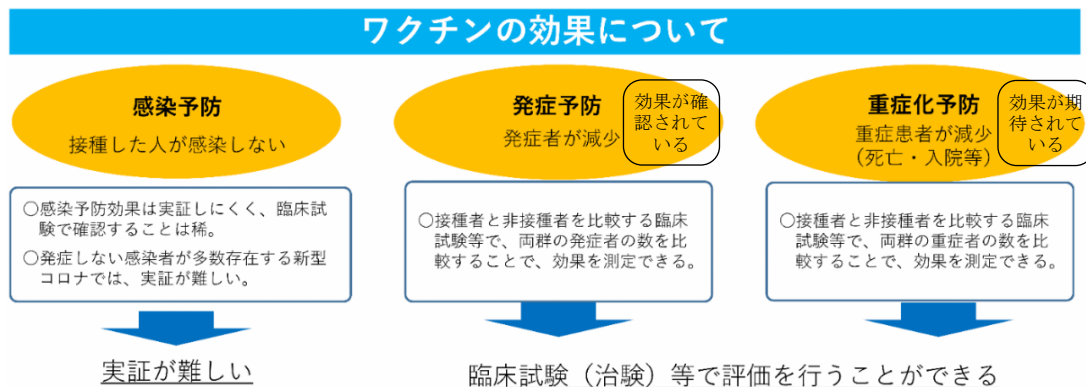 ワクチンの効果について
感染予防
接種した人が感染しない
○感染予防効果は実証しにくく、臨床試
験で確認することは稀。
○発症しない感染者が多数存在する新型
コロナでは、実証が難しい。
実証が難しい
発症予防
発症者が減少
効果が確
認されて
いる
○接種者と非接種者を比較する臨床
試験等で、両群の発症者の数を比
較することで、効果を測定できる。
重症化予防
重症患者が減少
(死亡・入院等)
効果が期
待されて
いる
○接種者と非接種者を比較する臨床
試験等で、両群の重症者の数を比
較することで、効果を測定できる。
臨床試験（治験）等で評価を行うことができる